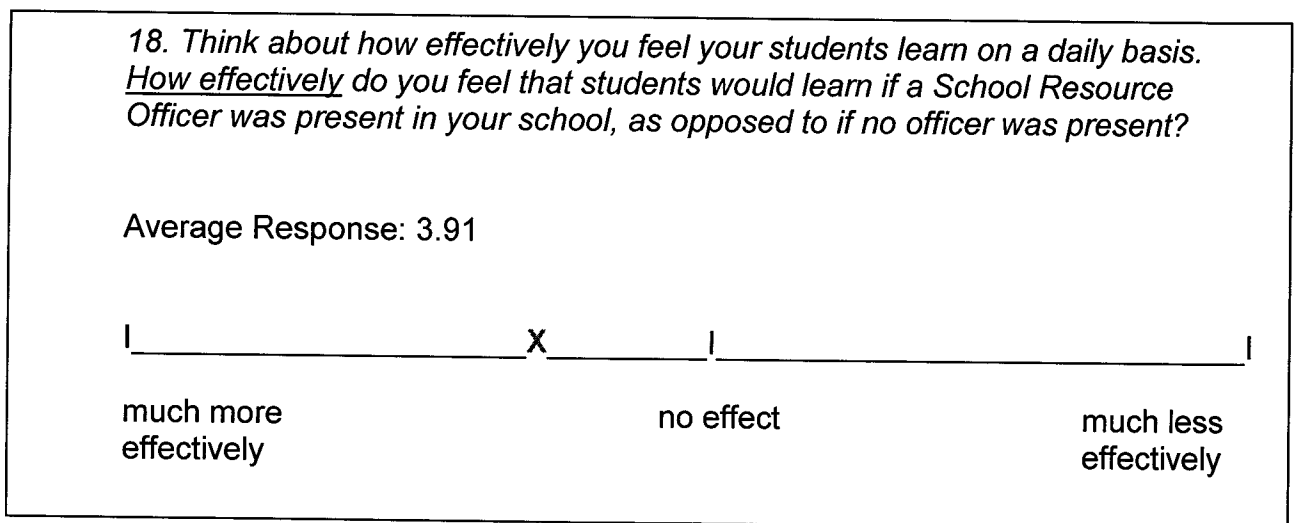 18. Think about how effectively you feel your students learn on a daily basis.
How effectively do you feel that students would learn if a School Resource
Officer was present in your school, as opposed to if no officer was present?
Average Response: 3.91
I____________________X________I___________________________I
much more
effectively
no effect
much less
effectively